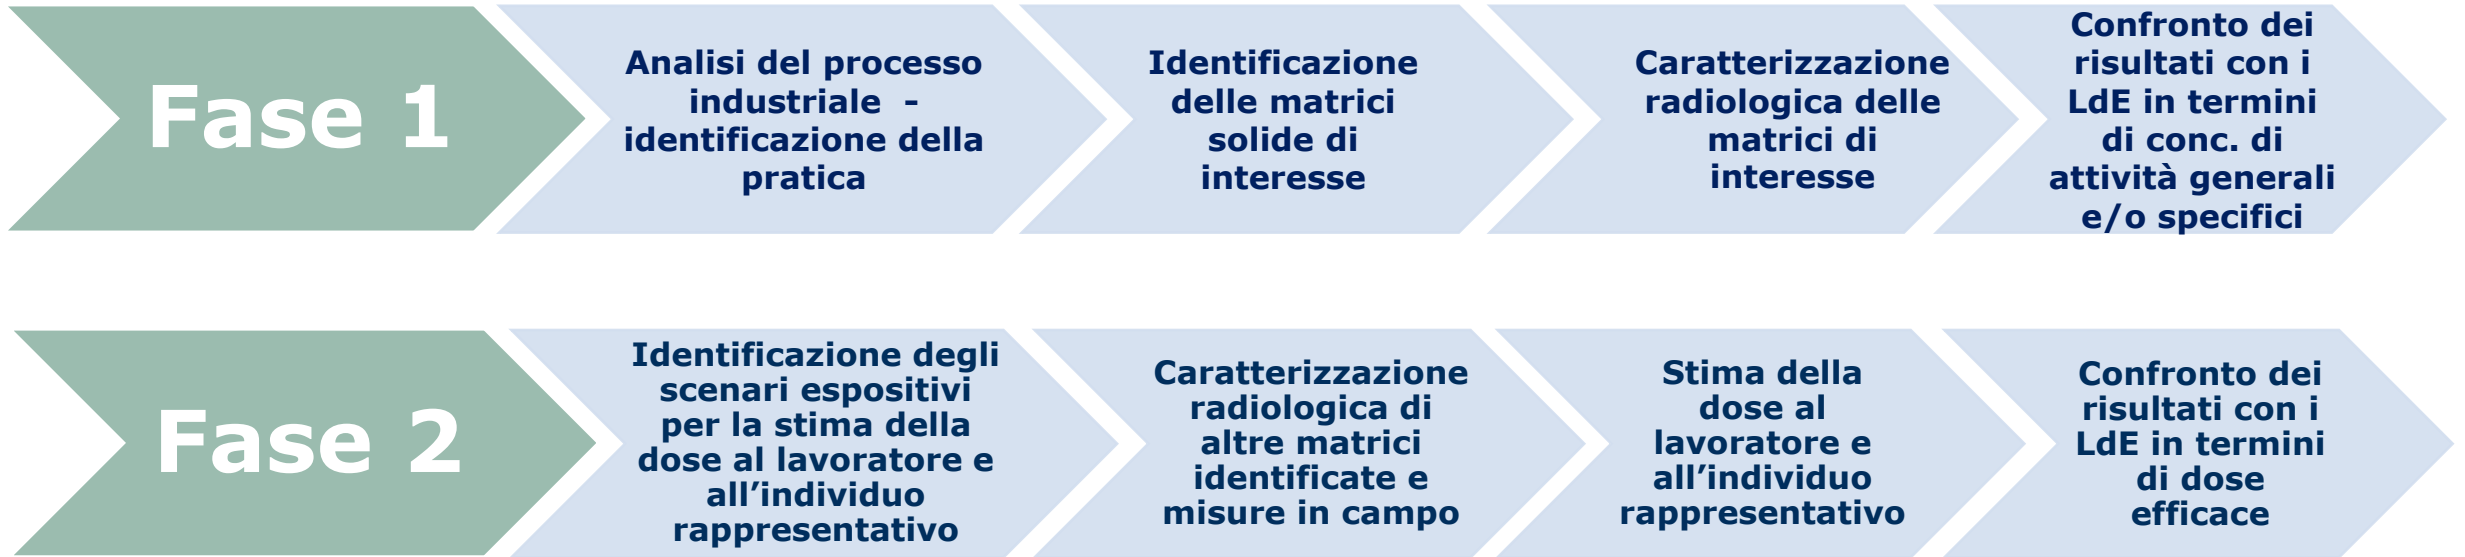 Fase 1
Analisi del processo
industriale  -
identificazione della
pratica
Identificazione
delle matrici
solide di
interesse
Caratterizzazione
radiologica delle
matrici di
interesse
Confronto dei
risultati con i
LdE in termini
di conc. di
attività generali
e/o specifici
Fase 2
Identificazione degli
scenari espositivi
per la stima della
dose al lavoratore e
all’individuo
rappresentativo
Caratterizzazione
radiologica di
altre matrici
identificate e
misure in campo
Stima della
dose al
lavoratore e
all’individuo
rappresentativo
Confronto dei
risultati con i
LdE in termini
di dose
efficace